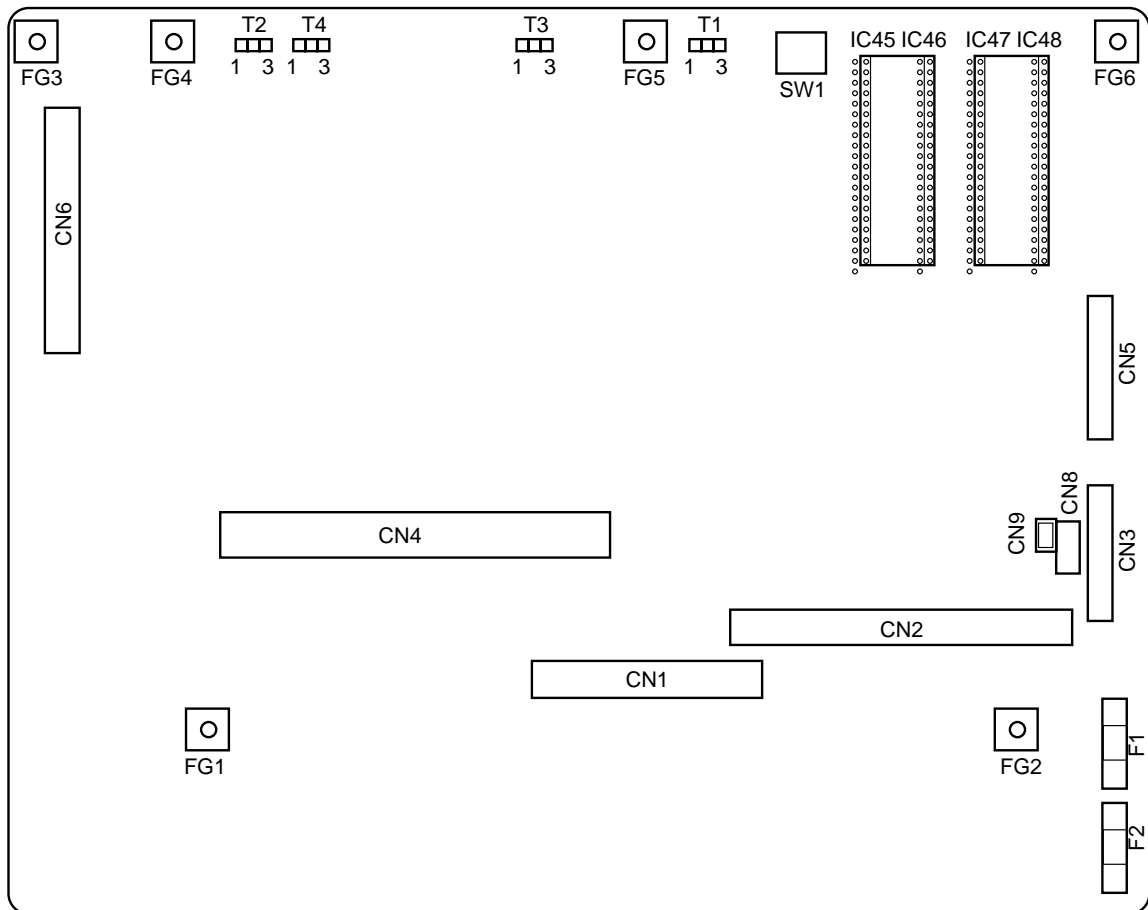 T2 T4 T3 T1
IC45 IC46 IC47 IC48
1 3 1 3 1 3 1 3
FG3 FG4 FG5 SW1 FG6
CN6
CN5
CN8
CN9
CN4
CN3
CN2
CN1
F1
FG1 FG2
F2